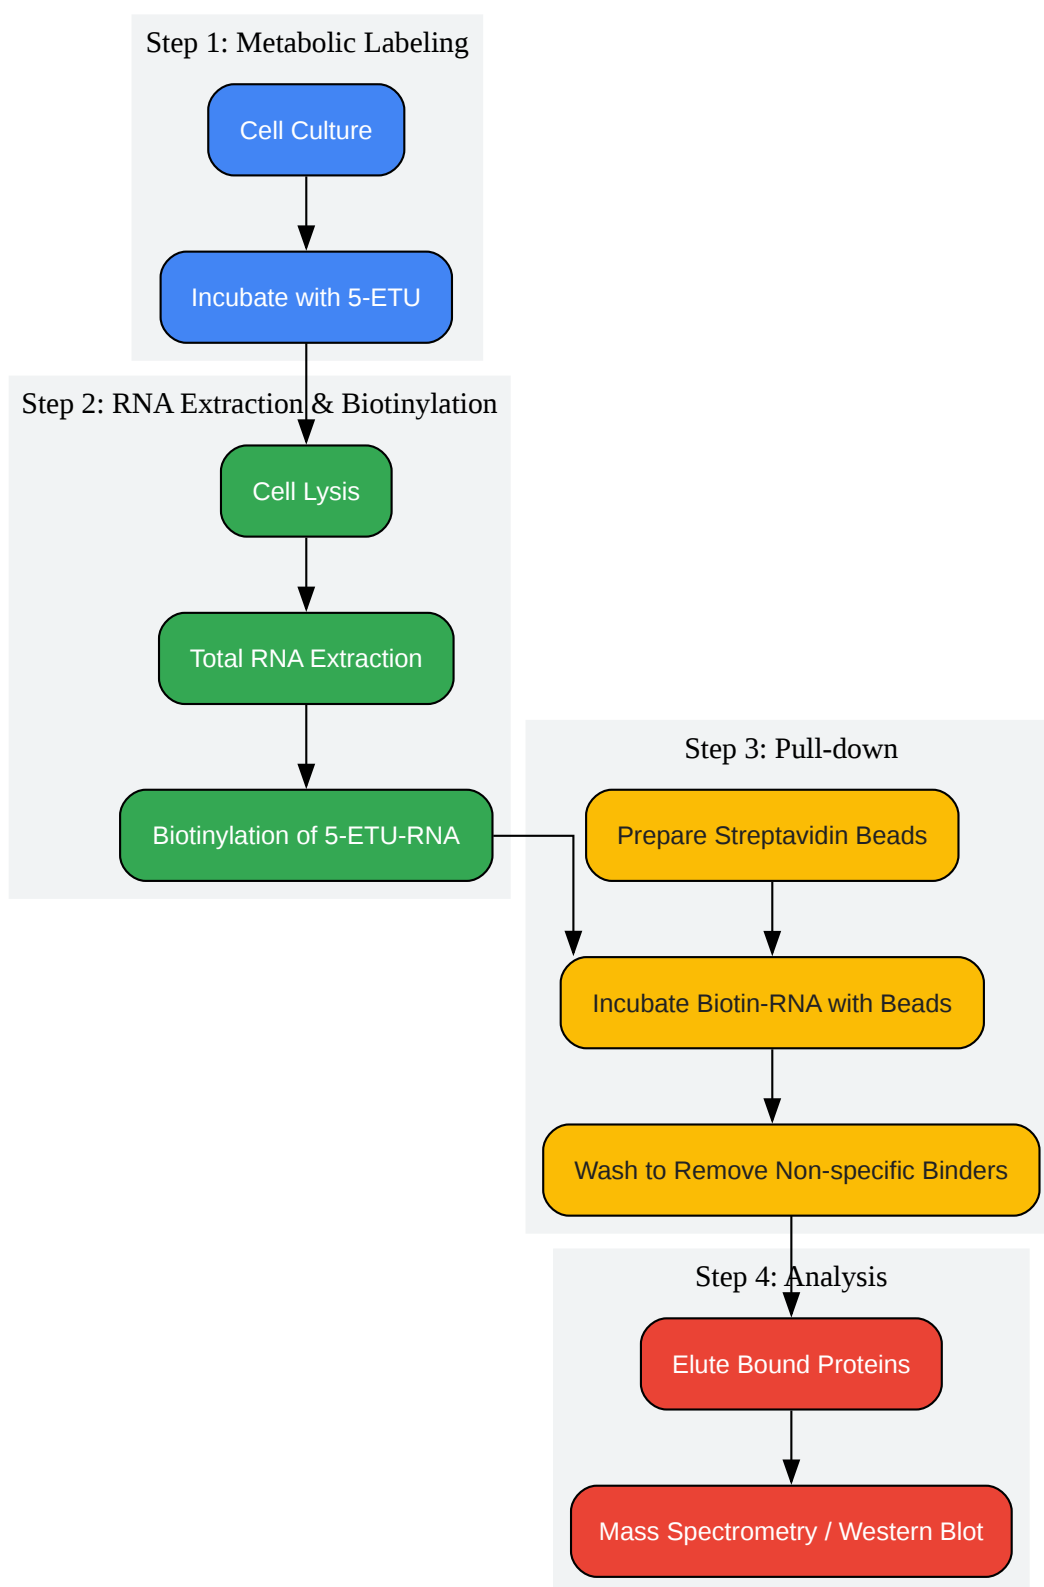 Step 1: Metabolic Labeling
Cell Culture
Incubate with 5-ETU
Step 2: RNA Extraction & Biotinylation
Cell Lysis
Total RNA Extraction
Biotinylation of 5-ETU-RNA
Step 3: Pull-down
Prepare Streptavidin Beads
Incubate Biotin-RNA with Beads
Wash to Remove Non-specific Binders
Step 4: Analysis
Elute Bound Proteins
Mass Spectrometry / Western Blot